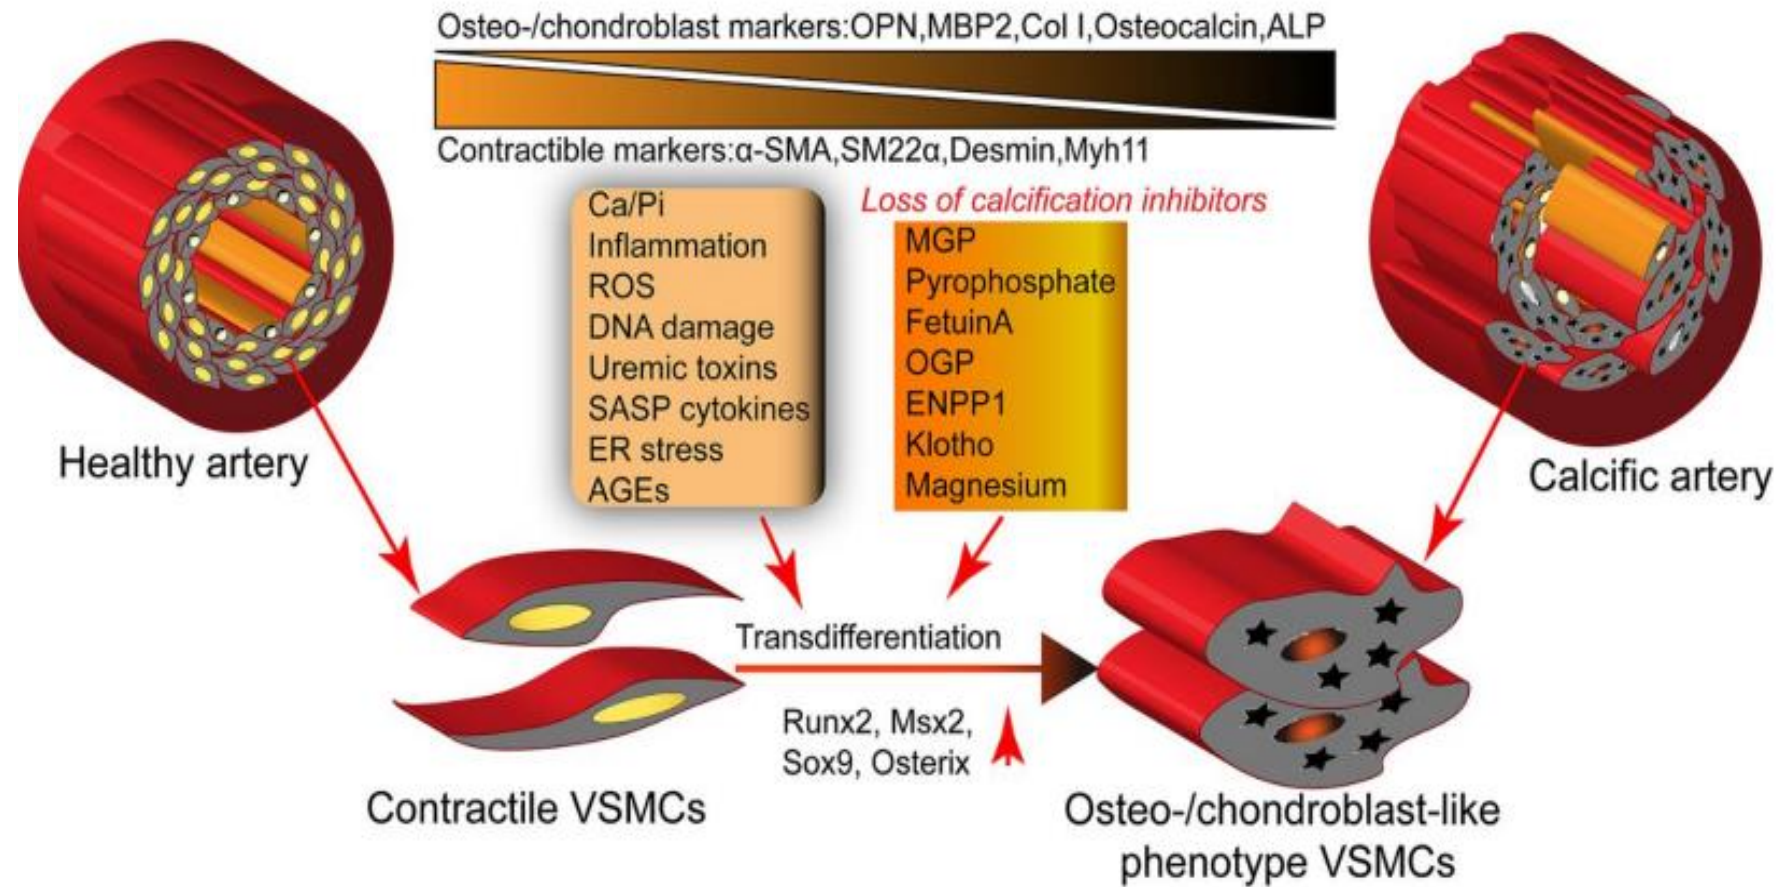 Osteo-/chondroblast markers:OPN,MBP2,Col I,Osteocalcin,ALP
Contractible markers:α-SMA,SM22α,Desmin,Myh11
Ca/Pi
Inflammation
ROS
DNA damage
Uremic toxins
SASP cytokines
ER stress
AGEs
Loss of calcification inhibitors
MGP
Pyrophosphate
FetuinA
OGP
ENPP1
Klotho
Magnesium
Healthy artery
Calcific artery
Transdifferentiation
Runx2, Msx2,
Sox9, Osterix
Contractile VSMCs
Osteo-/chondroblast-like
phenotype VSMCs